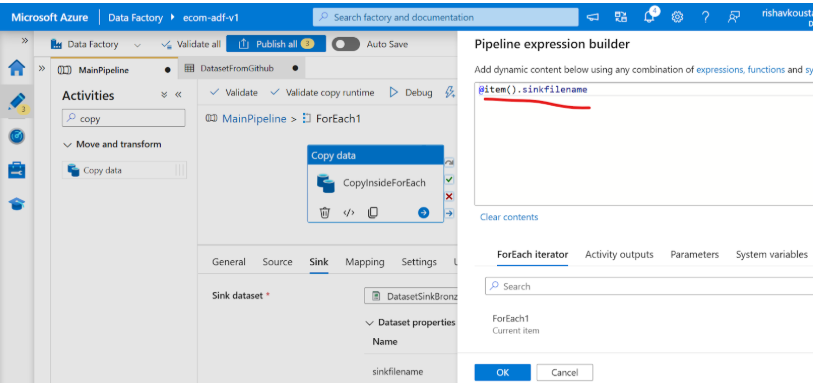 Microsoft Azure | Data Factory ▸ ecom-adf-v1
Search factory and documentation
4
rishavkoust
» Data Factory Validate all Publish all 3 Auto Save
» MainPipeline ● DatasetFromGithub ●
Activities
copy
Move and transform
Copy data
3
Validate Validate copy runtime Debug
MainPipeline > ForEach1
Copy data
CopyInsideForEach
General Source Sink Mapping Settings
Sink dataset *
DatasetSinkBronz
Dataset properties
Name
sinkfilename
Pipeline expression builder
Add dynamic content below using any combination of expressions, functions and sy
@item().sinkfilename
Clear contents
ForEach iterator Activity outputs Parameters System variables
Search
ForEach1
Current item
OK Cancel